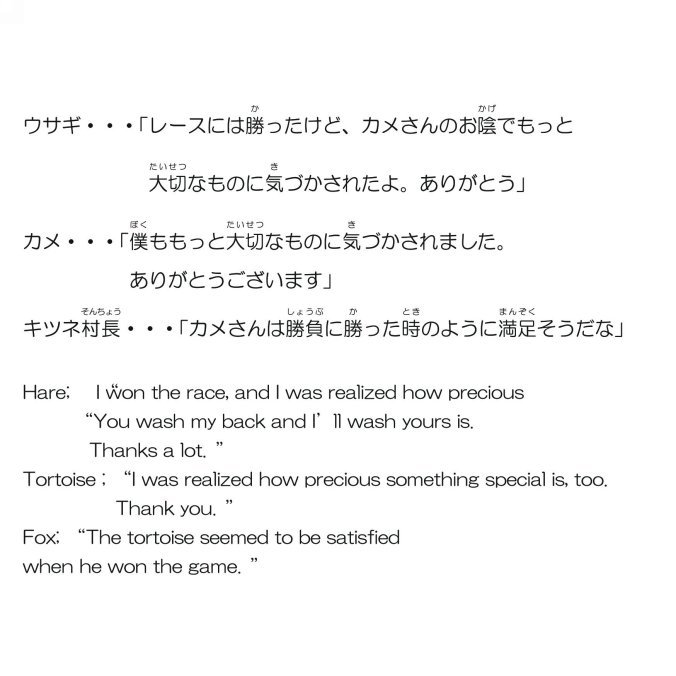 ウサギ・・・「レースには勝ったけど、カメさんのお陰でもっと
大切なものに気づかされたよ。ありがとう」
カメ・・・「僕ももっと大切なものに気づかされました。
ありがとうございます」
キツネ村長・・・「カメさんは勝負に勝った時のように満足そうだな」
Hare; I “won the race, and I was realized how precious
“You wash my back and I’ll wash yours is.
Thanks a lot. ”
Tortoise ; “I was realized how precious something special is, too.
Thank you. ”
Fox; “The tortoise seemed to be satisfied
when he won the game. ”